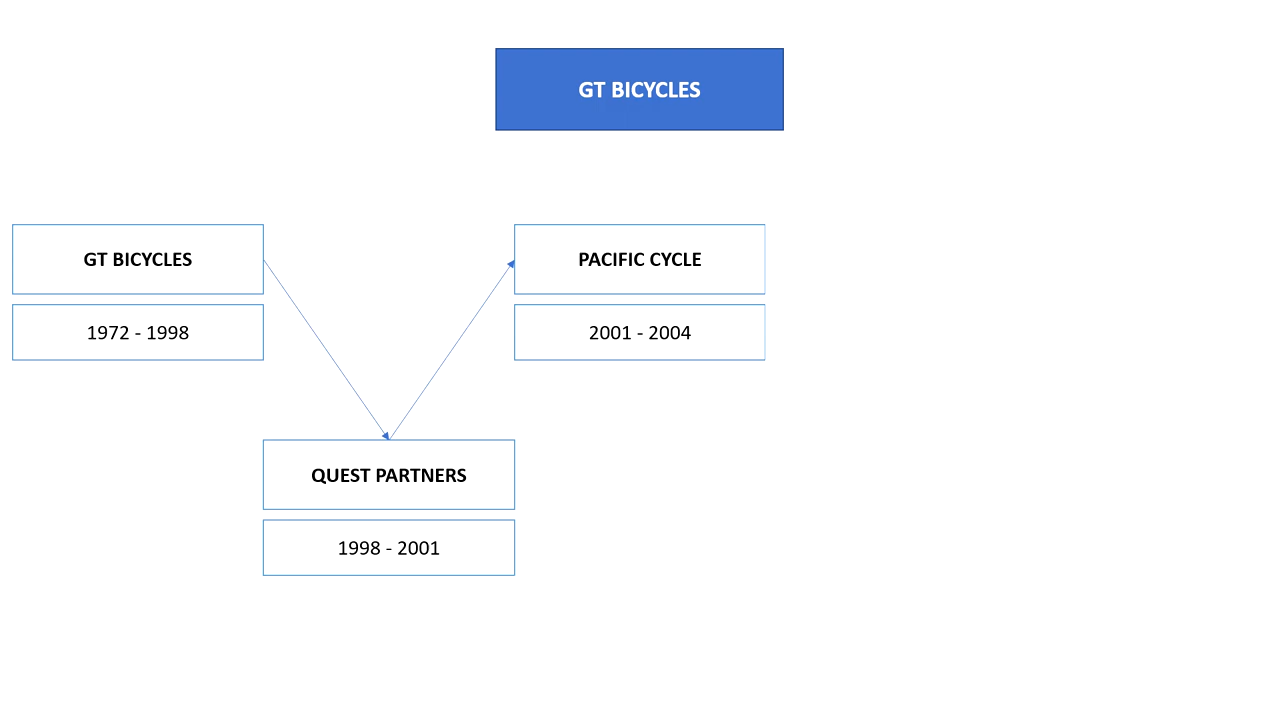 GT BICYCLES
GT BICYCLES
1972 - 1998
PACIFIC CYCLE
2001 - 2004
QUEST PARTNERS
1998 - 2001